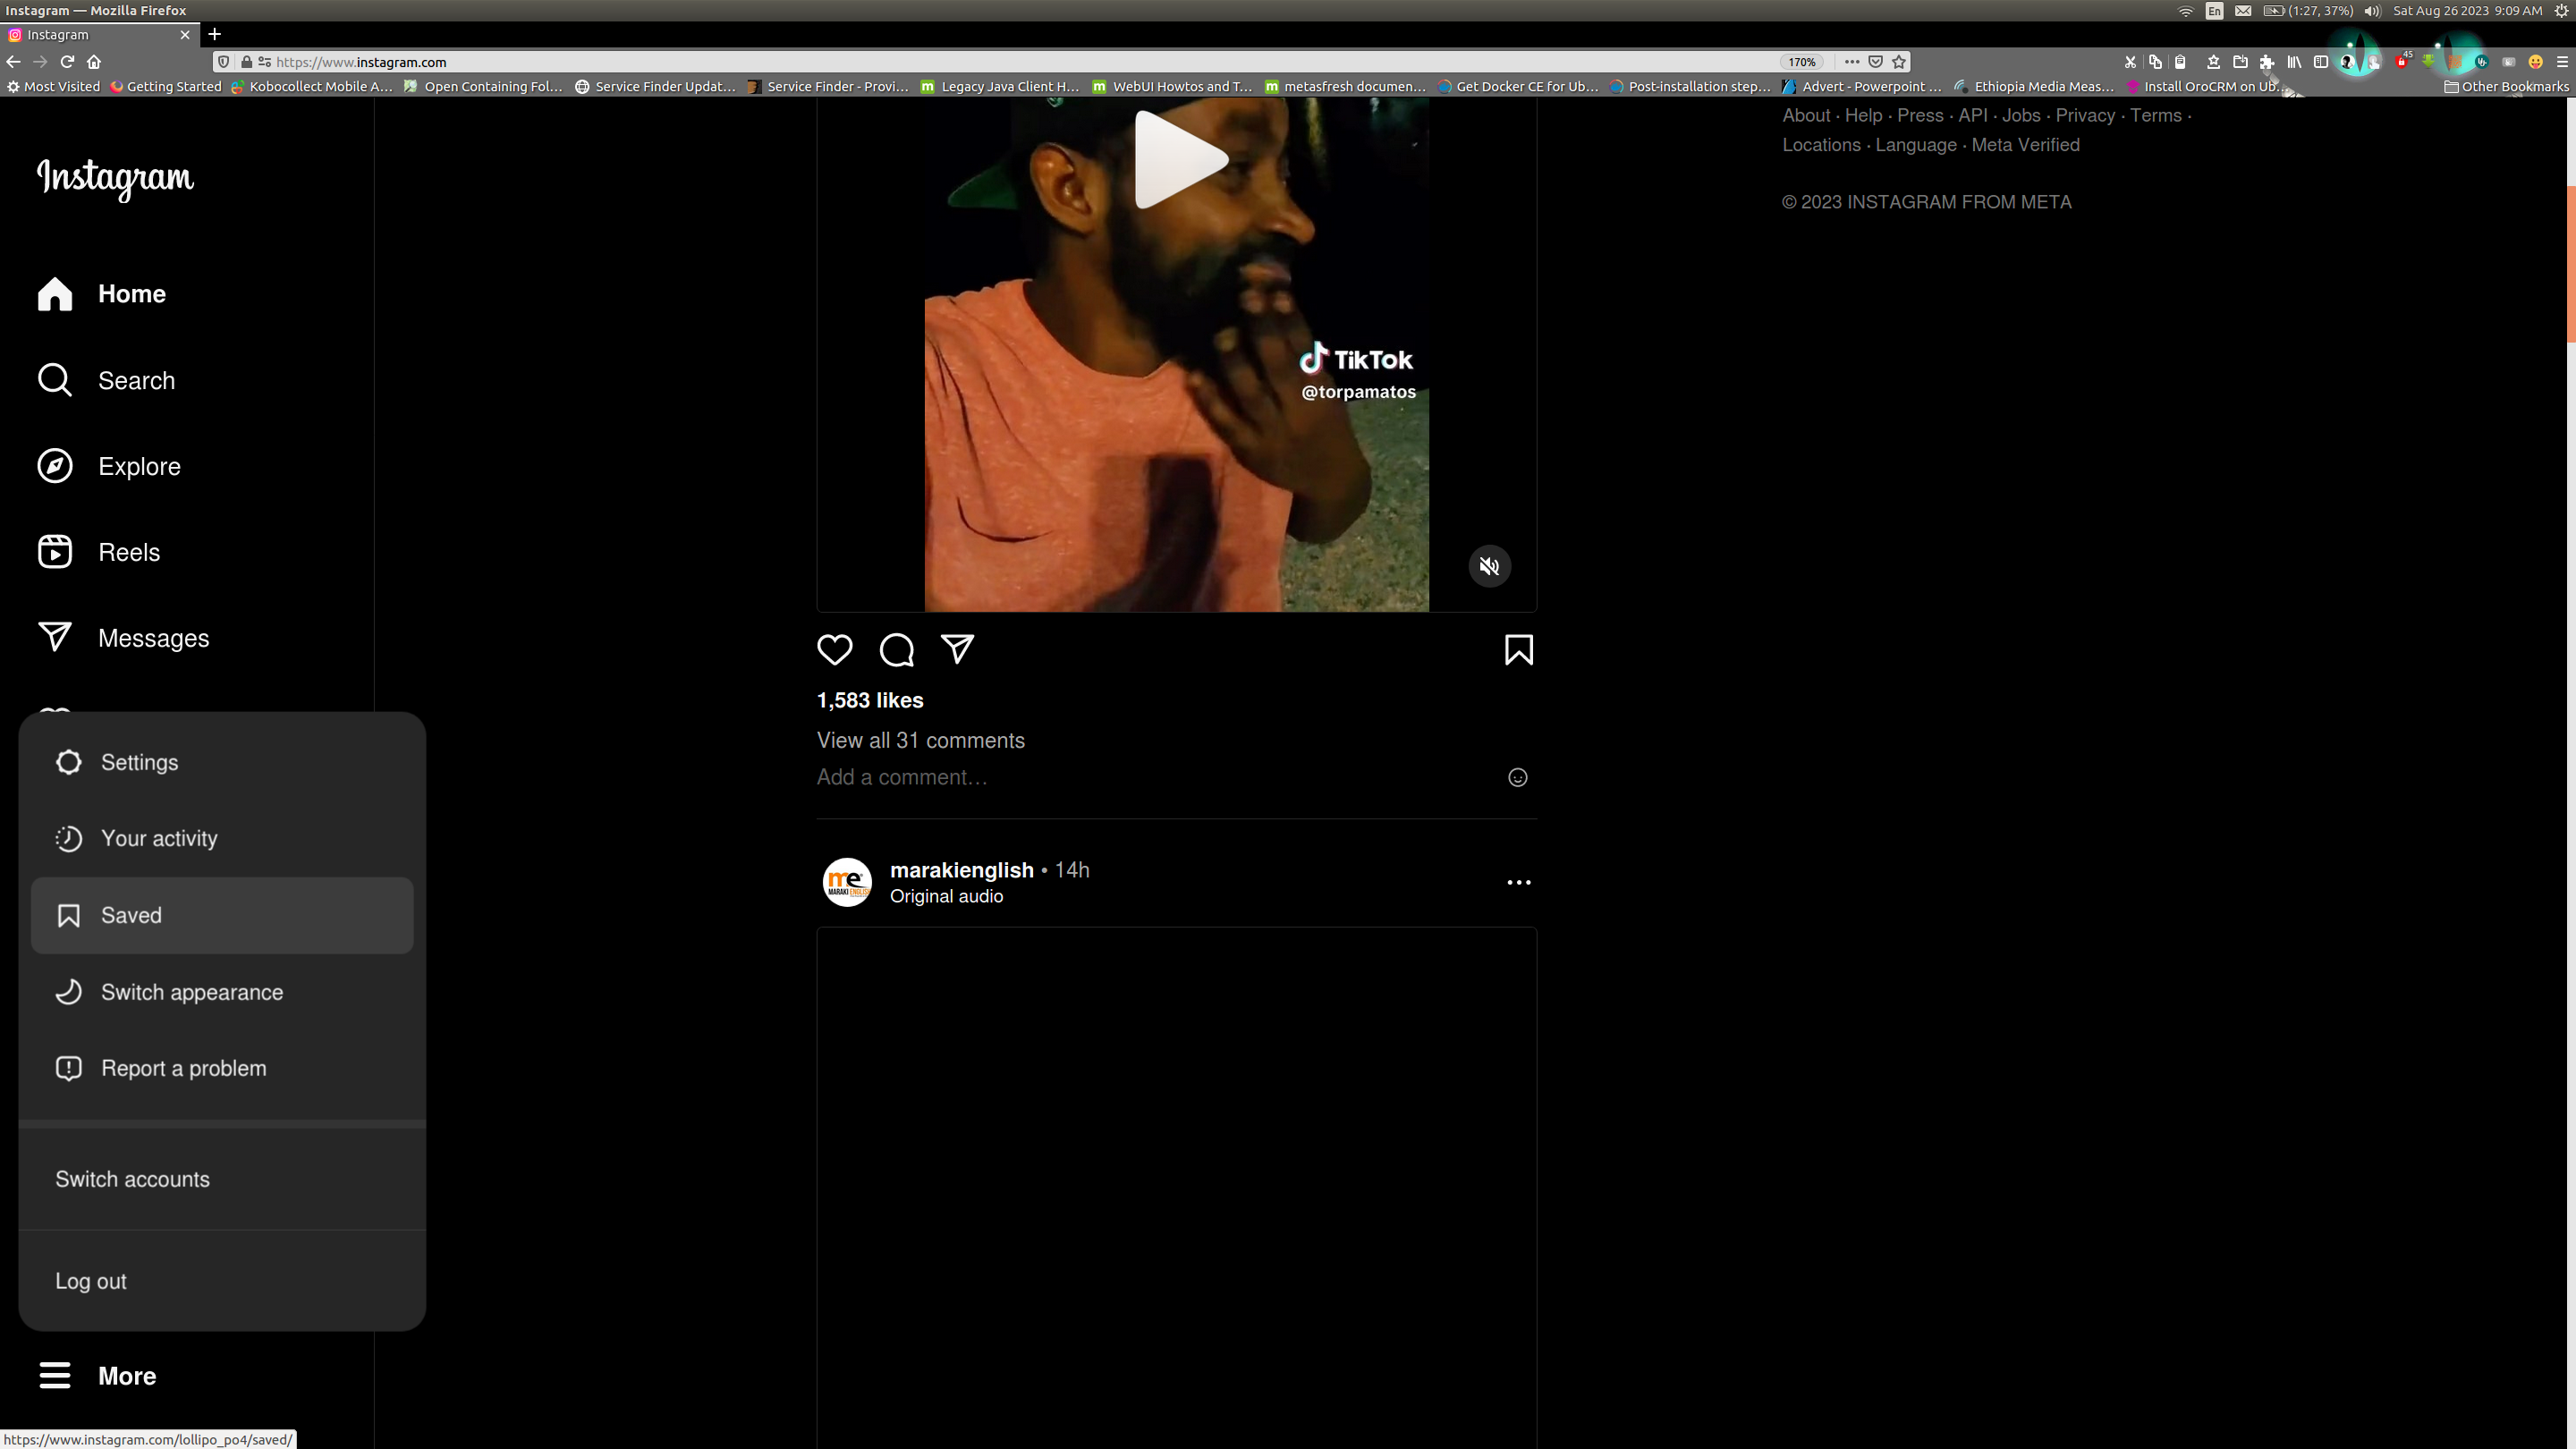 Instagram — Mozilla Firefox
En
(1:27, 37%)
Sat Aug 26 2023 9:09 AM
Instagram
https://www.instagram.com
170%
45
Most Visited
Getting Started
Kobocollect Mobile A…
Open Containing Fol…
Service Finder Updat…
Service Finder - Provi…
Legacy Java Client H…
WebUI Howtos and T…
metasfresh documen…
Get Docker CE for Ub…
Post-installation step…
Advert - Powerpoint …
Ethiopia Media Meas…
Install OroCRM on Ub…
Other Bookmarks
Instagram
Home
Search
Explore
Reels
Messages
Settings
Your activity
Saved
Switch appearance
Report a problem
Switch accounts
Log out
More
https://www.instagram.com/lollipo_po4/saved/
TikTok
@torpamatos
1,583 likes
View all 31 comments
Add a comment…
me
MARAKI ENGLISH
marakienglish • 14h
Original audio
About · Help · Press · API · Jobs · Privacy · Terms ·
Locations · Language · Meta Verified
© 2023 INSTAGRAM FROM META